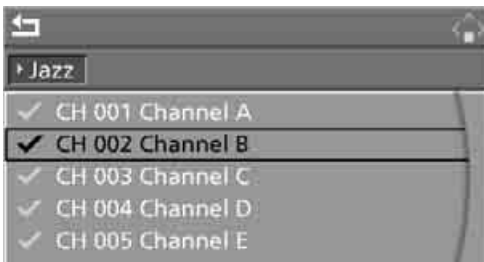 Jazz
CH 001 Channel A
CH 002 Channel B
CH 003 Channel C
CH 004 Channel D
CH 005 Channel E